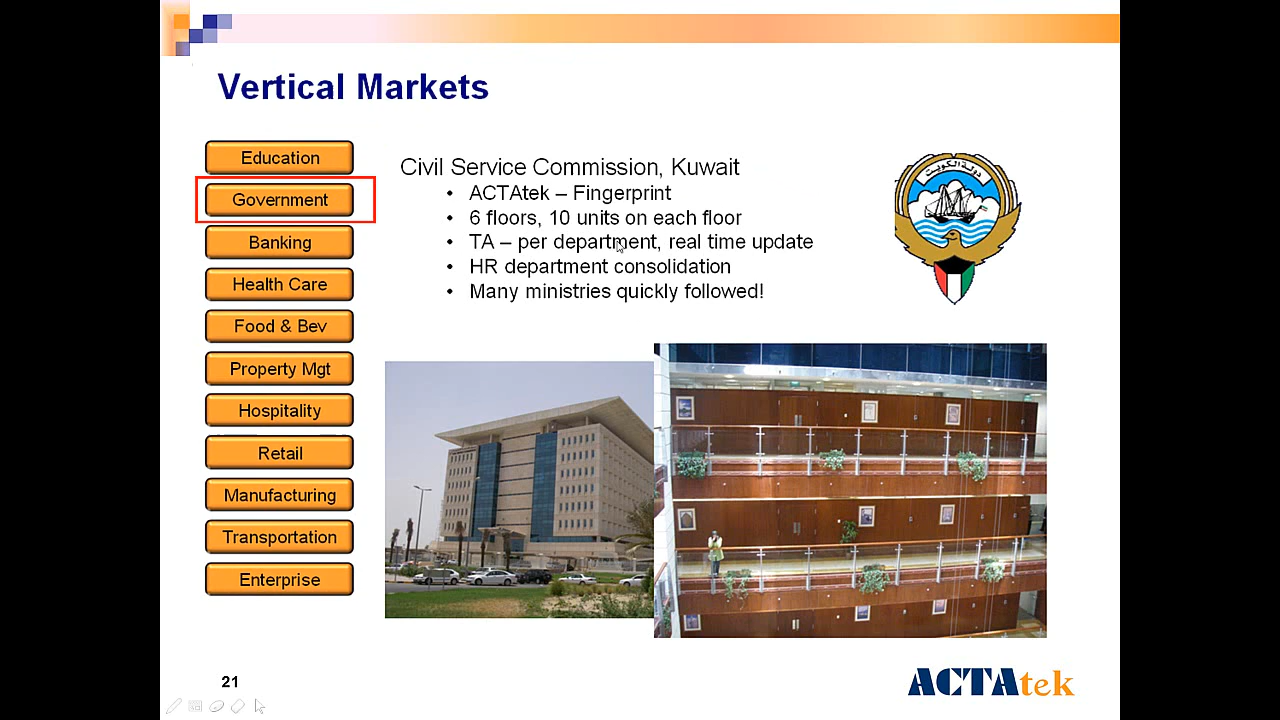 Vertical Markets
Education
Government
Banking
Health Care
Food & Bev
Property Mgt
Hospitality
Retail
Manufacturing
Transportation
Enterprise
Civil Service Commission, Kuwait
• ACTAtek – Fingerprint
• 6 floors, 10 units on each floor
• TA – per department, real time update
• HR department consolidation
• Many ministries quickly followed!
دولة الكويت
21
ACTAtek